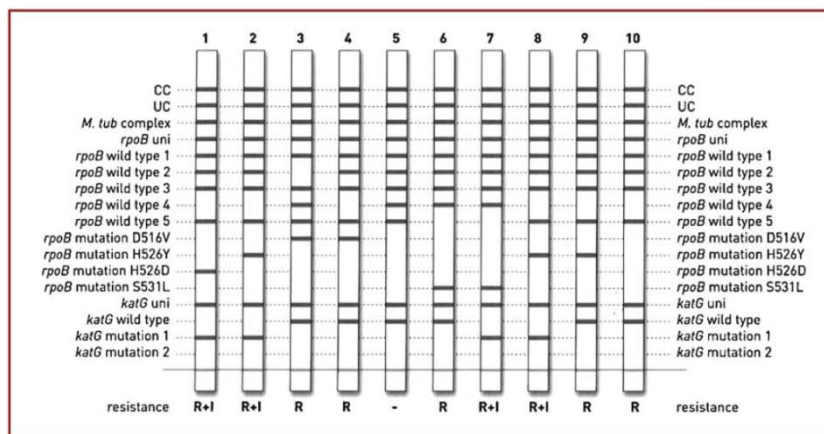 1 2 3 4 5 6 7 8 9 10
CC CC
UC UC
M. tub complex M. tub complex
rpoB uni rpoB uni
rpoB wild type 1 rpoB wild type 1
rpoB wild type 2 rpoB wild type 2
rpoB wild type 3 rpoB wild type 3
rpoB wild type 4 rpoB wild type 4
rpoB wild type 5 rpoB wild type 5
rpoB mutation D516V rpoB mutation D516V
rpoB mutation H526Y rpoB mutation H526Y
rpoB mutation H526D rpoB mutation H526D
rpoB mutation S531L rpoB mutation S531L
katG uni katG uni
katG wild type katG wild type
katG mutation 1 katG mutation 1
katG mutation 2 katG mutation 2
resistance R+I R+I R R - R R+I R+I R R resistance